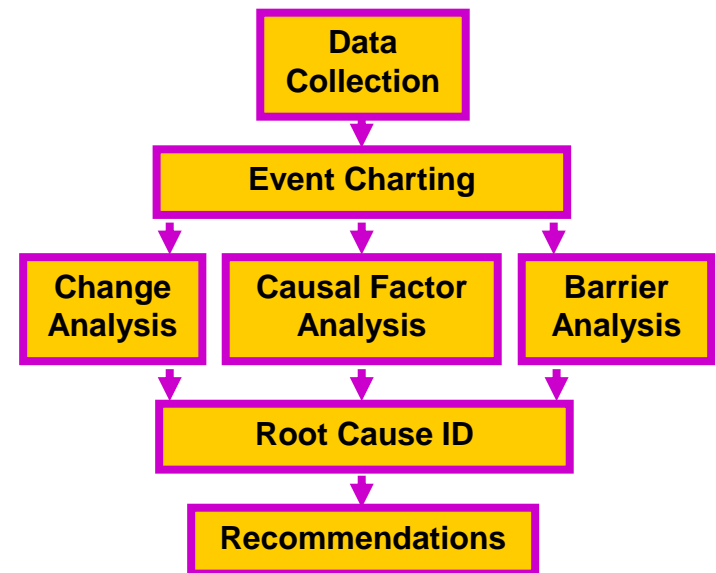 Data
Collection
Event Charting
Change
Analysis
Causal Factor
Analysis
Barrier
Analysis
Root Cause ID
Recommendations